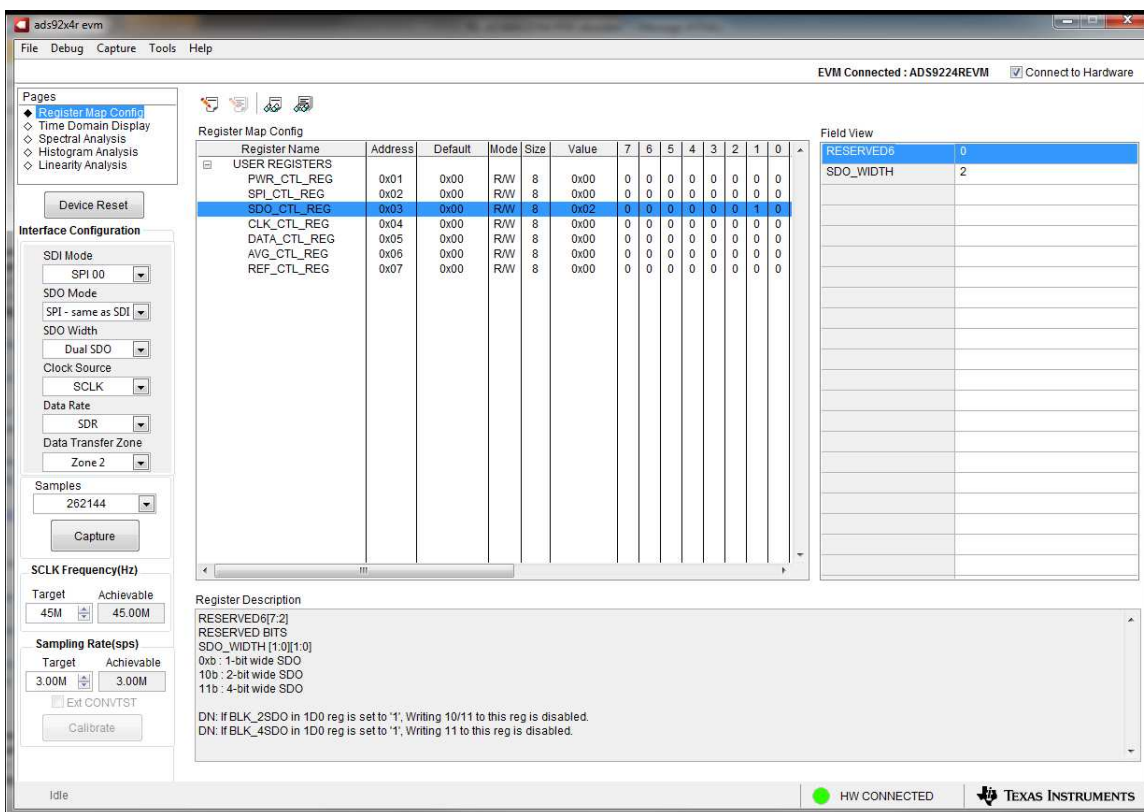 ads92x4r evm
File Debug Capture Tools Help
EVM Connected : ADS9224REVM Connect to Hardware
Pages
Register Map Config
Time Domain Display
Spectral Analysis
Histogram Analysis
Linearity Analysis
Device Reset
Interface Configuration
SDI Mode
SPI 00
SDO Mode
SPI - same as SDI
SDO Width
Dual SDO
Clock Source
SCLK
Data Rate
SDR
Data Transfer Zone
Zone 2
Samples
262144
Capture
SCLK Frequency(Hz)
Target Achievable
45M 45.00M
Sampling Rate(sps)
Target Achievable
3.00M 3.00M
Ext CONVTST
Calibrate
Register Map Config
Register Name Address Default Mode Size Value 7 6 5 4 3 2 1 0
USER REGISTERS
PWR_CTL_REG 0x01 0x00 R/W 8 0x00 0 0 0 0 0 0 0 0
SPI_CTL_REG 0x02 0x00 R/W 8 0x00 0 0 0 0 0 0 0 0
SDO_CTL_REG 0x03 0x00 R/W 8 0x02 0 0 0 0 0 0 1 0
CLK_CTL_REG 0x04 0x00 R/W 8 0x00 0 0 0 0 0 0 0 0
DATA_CTL_REG 0x05 0x00 R/W 8 0x00 0 0 0 0 0 0 0 0
AVG_CTL_REG 0x06 0x00 R/W 8 0x00 0 0 0 0 0 0 0 0
REF_CTL_REG 0x07 0x00 R/W 8 0x00 0 0 0 0 0 0 0 0
Field View
RESERVED6 0
SDO_WIDTH 2
Register Description
RESERVED6[7:2]
RESERVED BITS
SDO_WIDTH [1:0][1:0]
0xb : 1-bit wide SDO
10b : 2-bit wide SDO
11b : 4-bit wide SDO
DN: If BLK_2SDO in 1D0 reg is set to '1', Writing 10/11 to this reg is disabled.
DN: If BLK_4SDO in 1D0 reg is set to '1', Writing 11 to this reg is disabled.
Idle
HW CONNECTED
TEXAS INSTRUMENTS